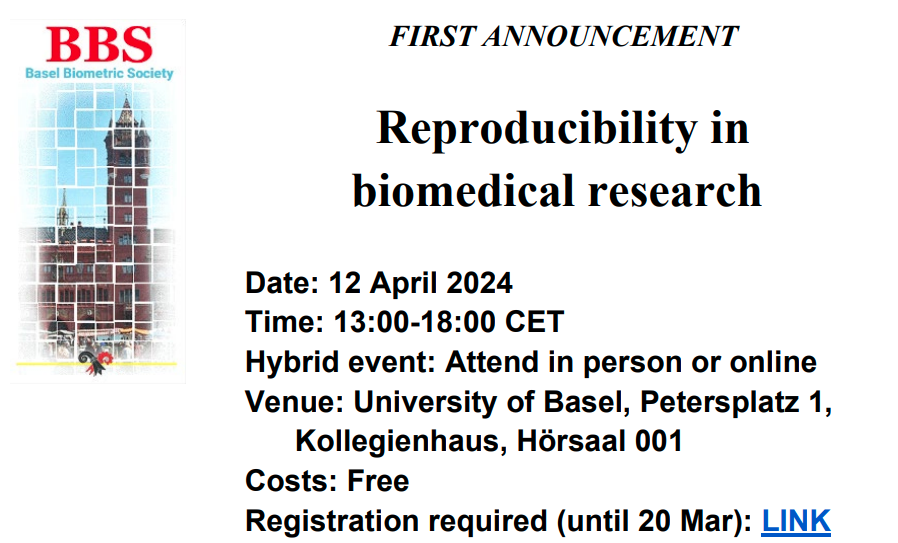 BBS
Basel Biometric Society
FIRST ANNOUNCEMENT
Reproducibility in
biomedical research
Date: 12 April 2024
Time: 13:00-18:00 CET
Hybrid event: Attend in person or online
Venue: University of Basel, Petersplatz 1,
Kollegienhaus, Hörsaal 001
Costs: Free
Registration required (until 20 Mar): LINK